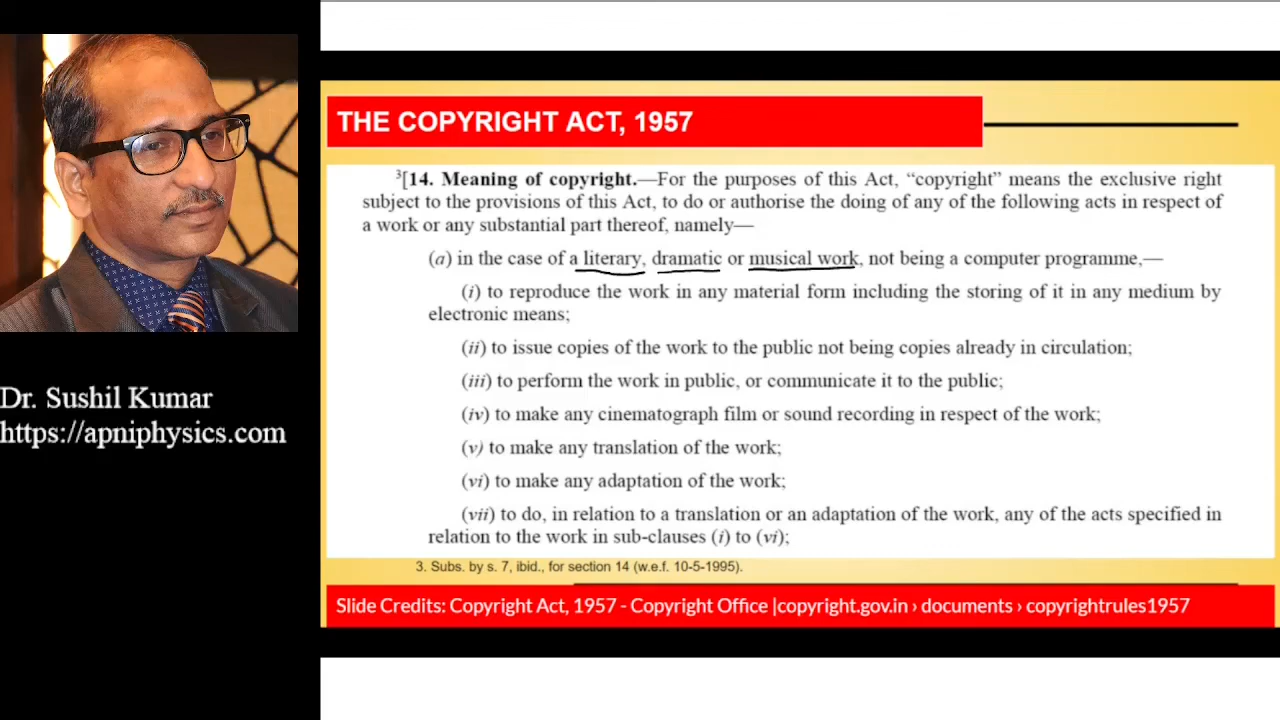 THE COPYRIGHT ACT, 1957
3[14. Meaning of copyright.—For the purposes of this Act, “copyright” means the exclusive right
subject to the provisions of this Act, to do or authorise the doing of any of the following acts in respect of
a work or any substantial part thereof, namely—
(a) in the case of a literary, dramatic or musical work, not being a computer programme,—
(i) to reproduce the work in any material form including the storing of it in any medium by
electronic means;
(ii) to issue copies of the work to the public not being copies already in circulation;
(iii) to perform the work in public, or communicate it to the public;
(iv) to make any cinematograph film or sound recording in respect of the work;
(v) to make any translation of the work;
(vi) to make any adaptation of the work;
(vii) to do, in relation to a translation or an adaptation of the work, any of the acts specified in
relation to the work in sub-clauses (i) to (vi);
3. Subs. by s. 7, ibid., for section 14 (w.e.f. 10-5-1995).
Slide Credits: Copyright Act, 1957 - Copyright Office |copyright.gov.in › documents › copyrightrules1957
Dr. Sushil Kumar
https://apniphysics.com